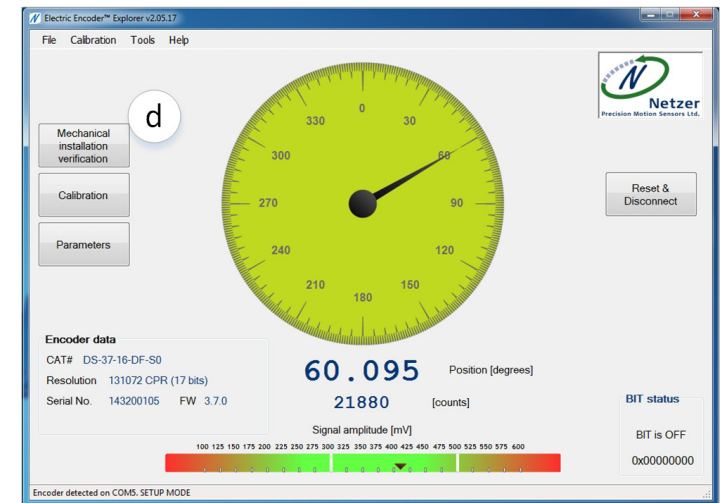 Electric Encoder™ Explorer v2.05.17
File Calibration Tools Help
d
Mechanical
installation
verification
Calibration
Parameters
0
30
60
90
120
150
180
210
240
270
300
330
Netzer
Precision Motion Sensors Ltd.
Reset &
Disconnect
Encoder data
CAT# DS-37-16-DF-S0
Resolution 131072 CPR (17 bits)
Serial No. 143200105 FW 3.7.0
60.095 Position [degrees]
21880 [counts]
Signal amplitude [mV]
100 125 150 175 200 225 250 275 300 325 350 375 400 425 450 475 500 525 550 575 600
BIT status
BIT is OFF
0x00000000
Encoder detected on COM5. SETUP MODE